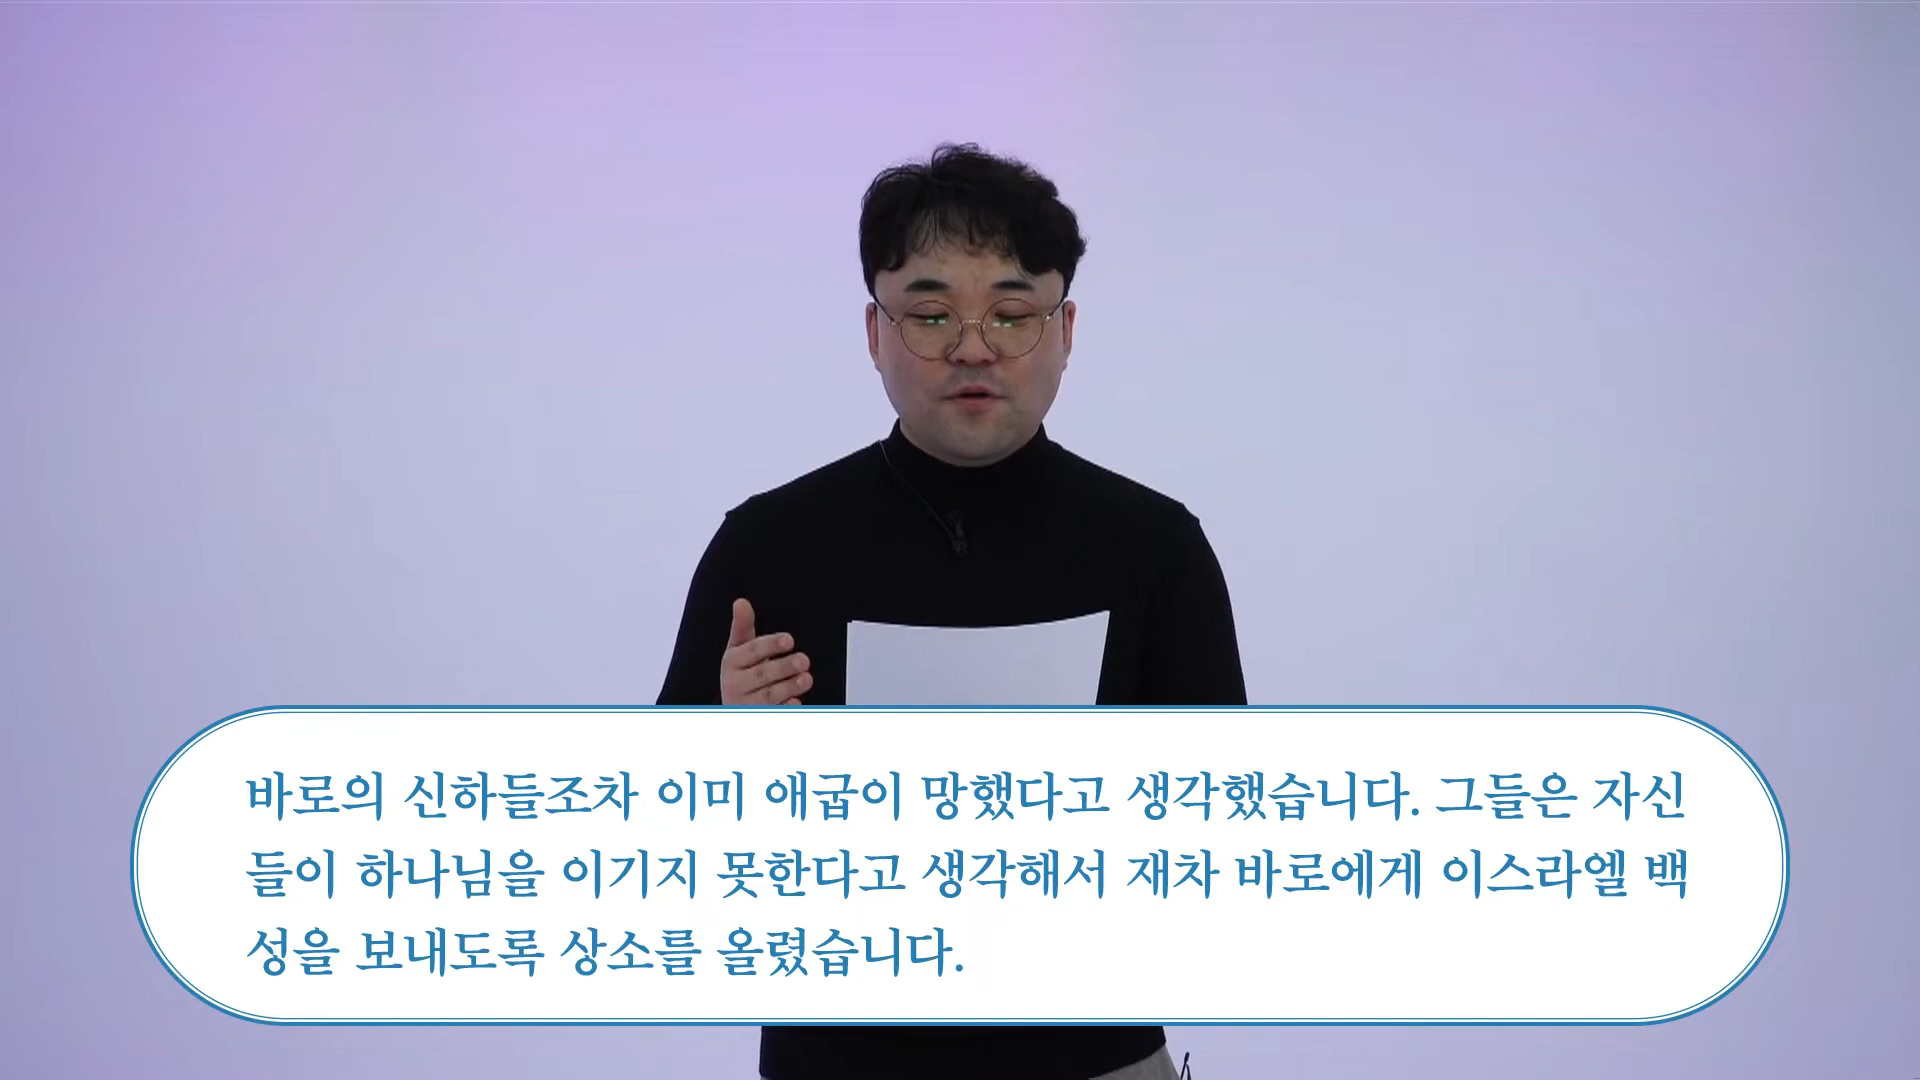 바로의 신하들조차 이미 애굽이 망했다고 생각했습니다. 그들은 자신
들이 하나님을 이기지 못한다고 생각해서 재차 바로에게 이스라엘 백
성을 보내도록 상소를 올렸습니다.